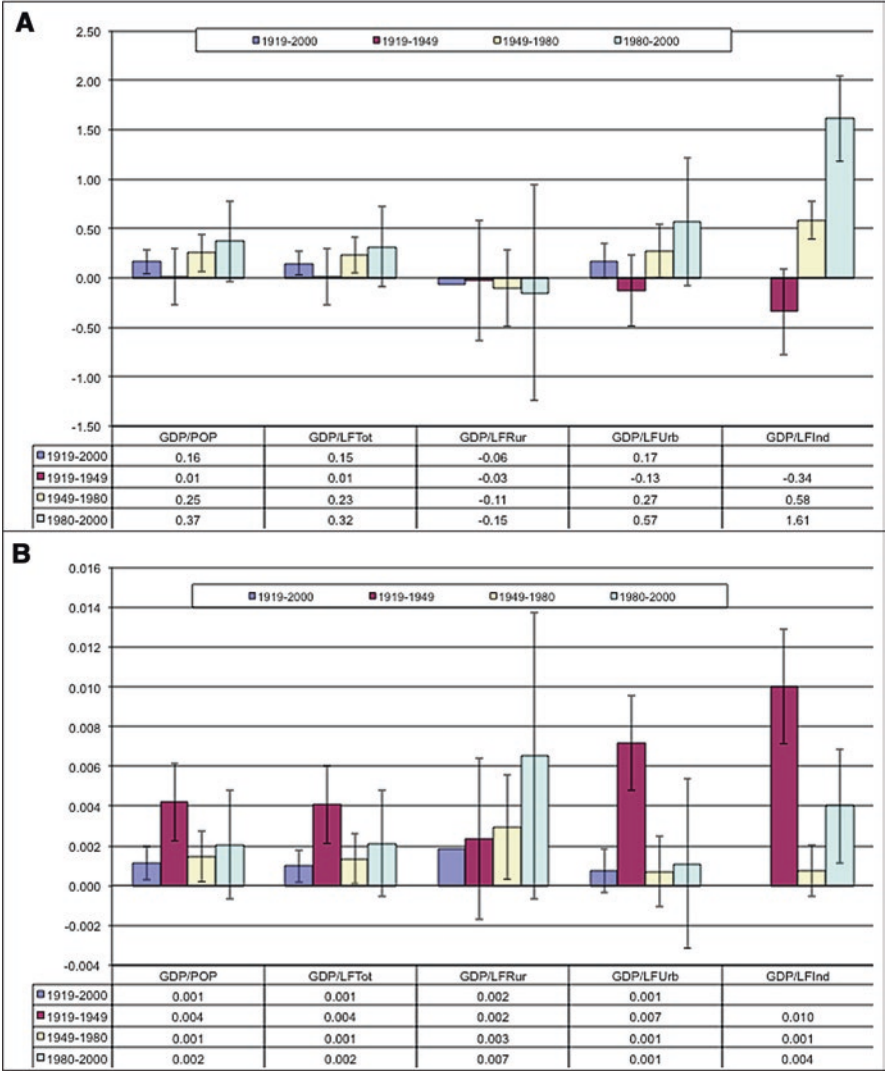 A
2.50
1919-2000 1919-1949 1949-1980 1980-2000
2.00
1.50
1.00
0.50
0.00
-0.50
-1.00
-1.50
GDP/POP GDP/LFTot GDP/LFRur GDP/LFUrb GDP/LFInd
1919-2000 0.16 0.15 -0.06 0.17
1919-1949 0.01 0.01 -0.03 -0.13 -0.34
1949-1980 0.25 0.23 -0.11 0.27 0.58
1980-2000 0.37 0.32 -0.15 0.57 1.61
B
0.016
1919-2000 1919-1949 1949-1980 1980-2000
0.014
0.012
0.010
0.008
0.006
0.004
0.002
0.000
-0.002
-0.004
GDP/POP GDP/LFTot GDP/LFRur GDP/LFUrb GDP/LFInd
1919-2000 0.001 0.001 0.002 0.001
1919-1949 0.004 0.004 0.002 0.007 0.010
1949-1980 0.001 0.001 0.003 0.001 0.001
1980-2000 0.002 0.002 0.007 0.001 0.004